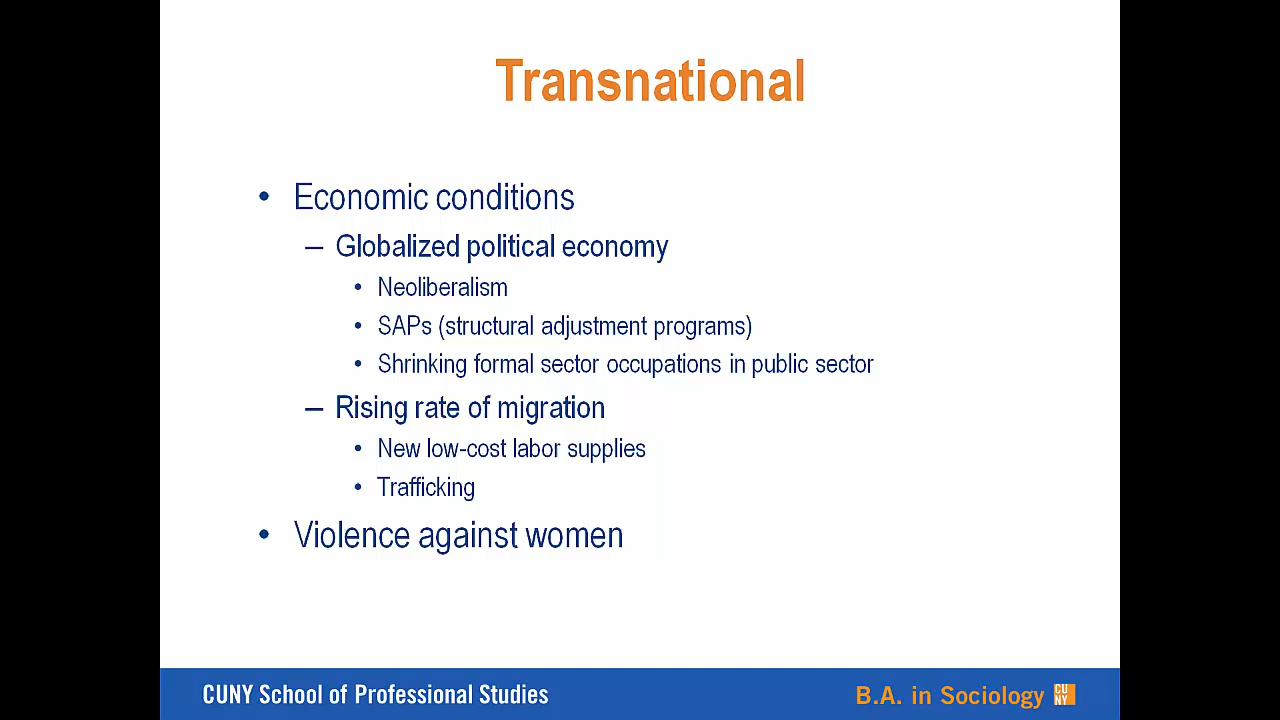 Transnational
• Economic conditions
– Globalized political economy
• Neoliberalism
• SAPs (structural adjustment programs)
• Shrinking formal sector occupations in public sector
– Rising rate of migration
• New low-cost labor supplies
• Trafficking
• Violence against women
CUNY School of Professional Studies
B.A. in Sociology
CU
NY